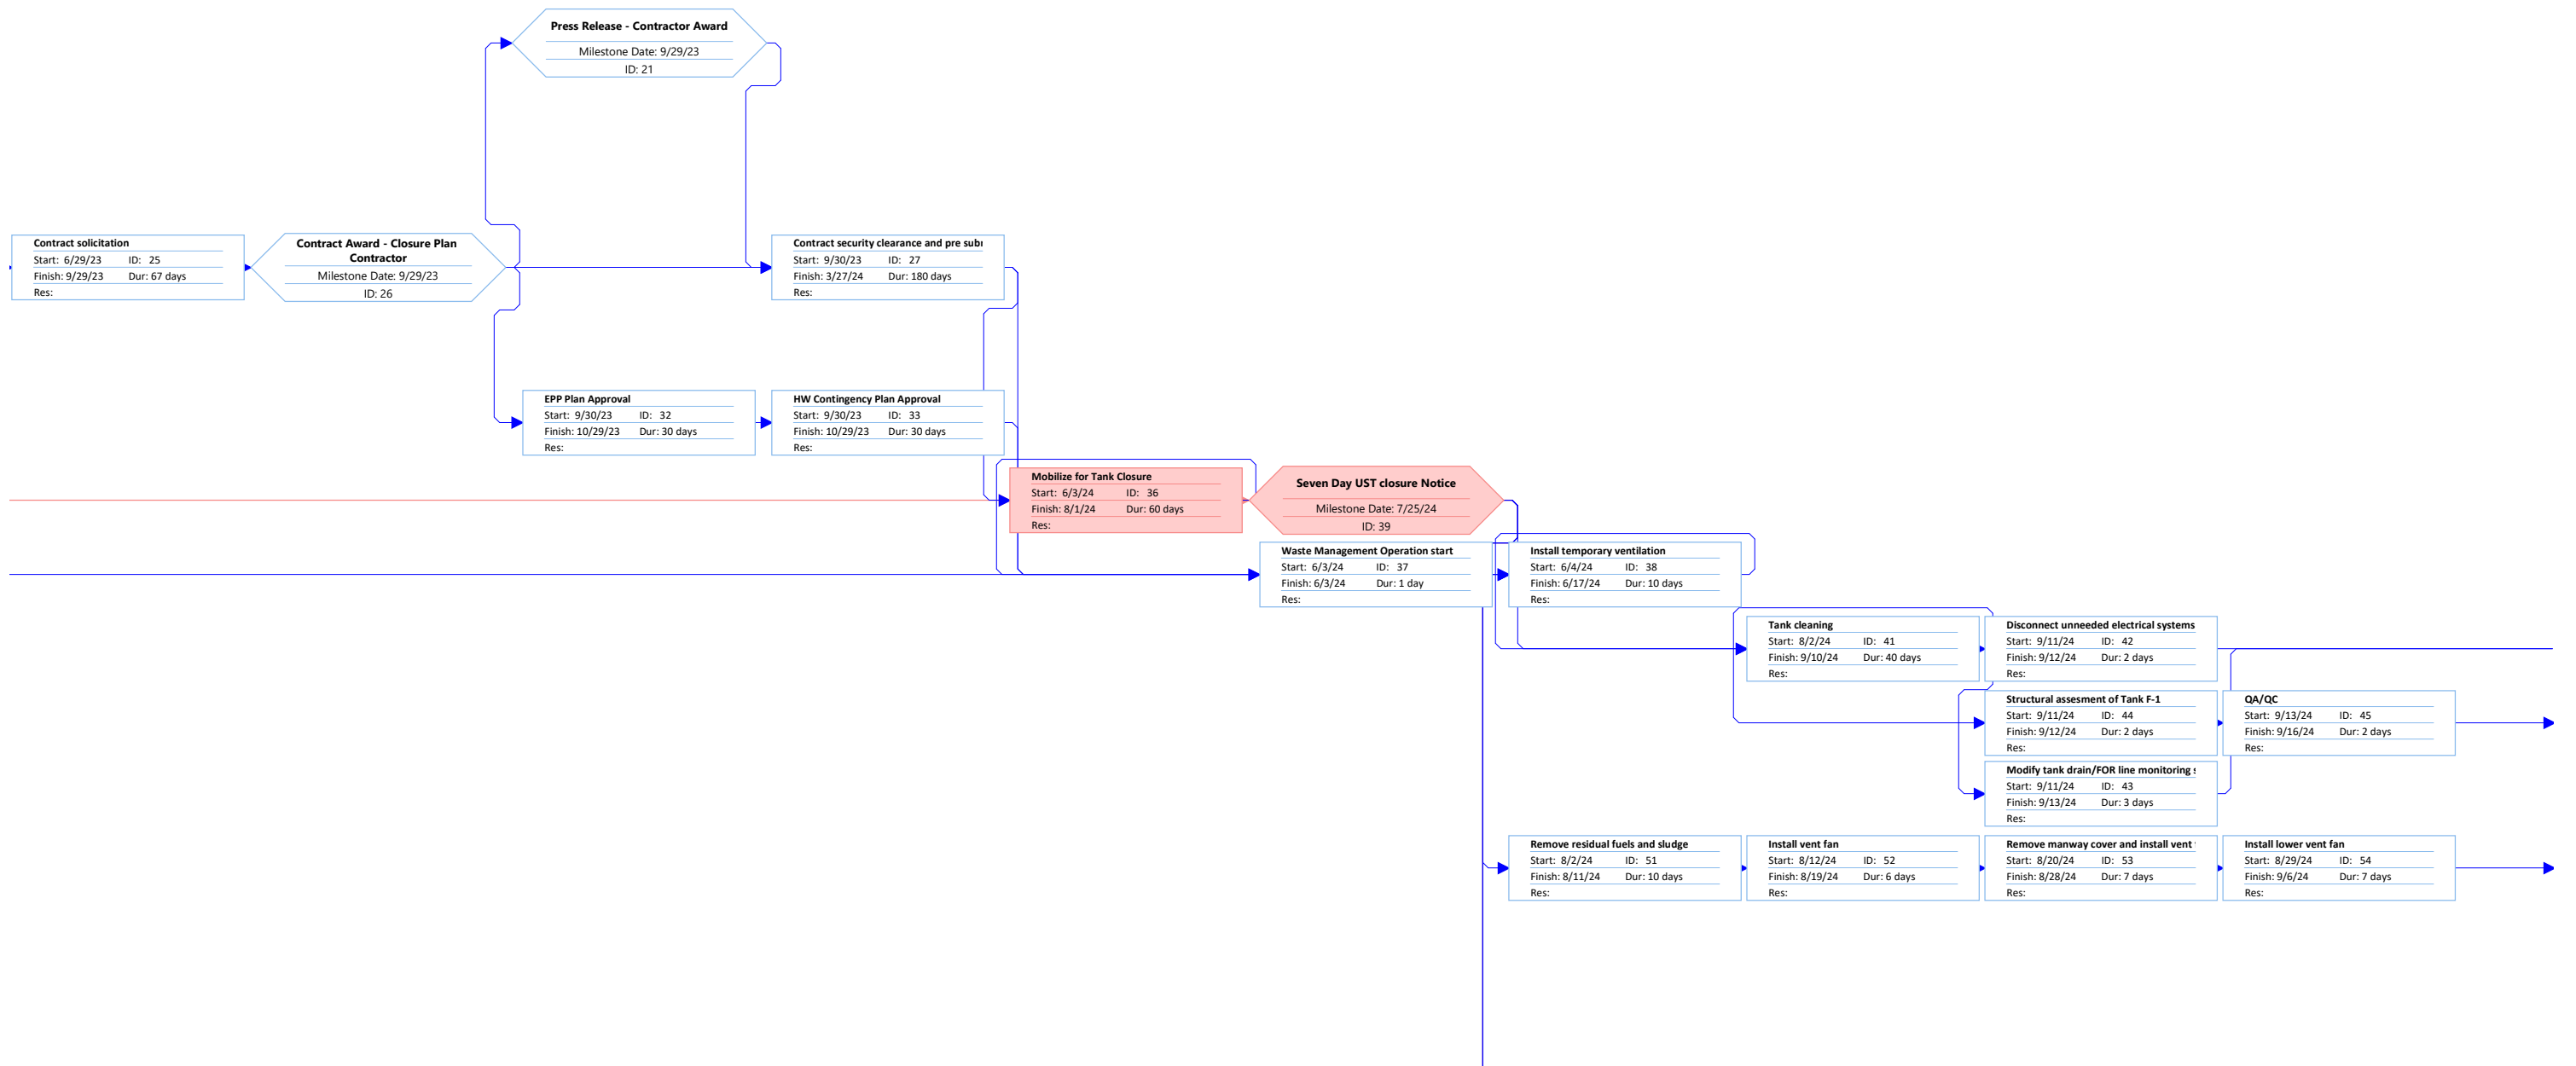 Press Release - Contractor Award
Milestone Date: 9/29/23
ID: 21
Contract solicitation
Start: 6/29/23 ID: 25
Finish: 9/29/23 Dur: 67 days
Res:
Contract Award - Closure Plan
Contractor
Milestone Date: 9/29/23
ID: 26
Contract security clearance and pre
Start: 9/30/23 ID: 27
Finish: 3/27/24 Dur: 180 days
Res:
EPP Plan Approval
Start: 9/30/23 ID: 32
Finish: 10/29/23 Dur: 30 days
Res:
HW Contingency Plan Approval
Start: 9/30/23 ID: 33
Finish: 10/29/23 Dur: 30 days
Res:
Mobilize for Tank Closure
Start: 6/3/24 ID: 36
Finish: 8/1/24 Dur: 60 days
Res:
Seven Day UST closure Notice
Milestone Date: 7/25/24
ID: 39
Waste Management Operation start
Start: 6/3/24 ID: 37
Finish: 6/3/24 Dur: 1 day
Res:
Install temporary ventilation
Start: 6/4/24 ID: 38
Finish: 6/17/24 Dur: 10 days
Res:
Tank cleaning
Start: 8/2/24 ID: 41
Finish: 9/10/24 Dur: 40 days
Res:
Disconnect unneeded electrical systems
Start: 9/11/24 ID: 42
Finish: 9/12/24 Dur: 2 days
Res:
Structural assesment of Tank F-1
Start: 9/11/24 ID: 44
Finish: 9/12/24 Dur: 2 days
Res:
QA/QC
Start: 9/13/24 ID: 45
Finish: 9/16/24 Dur: 2 days
Res:
Modify tank drain/FOR line monitoring
Start: 9/11/24 ID: 43
Finish: 9/13/24 Dur: 3 days
Res:
Remove residual fuels and sludge
Start: 8/2/24 ID: 51
Finish: 8/11/24 Dur: 10 days
Res:
Install vent fan
Start: 8/12/24 ID: 52
Finish: 8/19/24 Dur: 6 days
Res:
Remove manway cover and install vent
Start: 8/20/24 ID: 53
Finish: 8/28/24 Dur: 7 days
Res:
Install lower vent fan
Start: 8/29/24 ID: 54
Finish: 9/6/24 Dur: 7 days
Res: